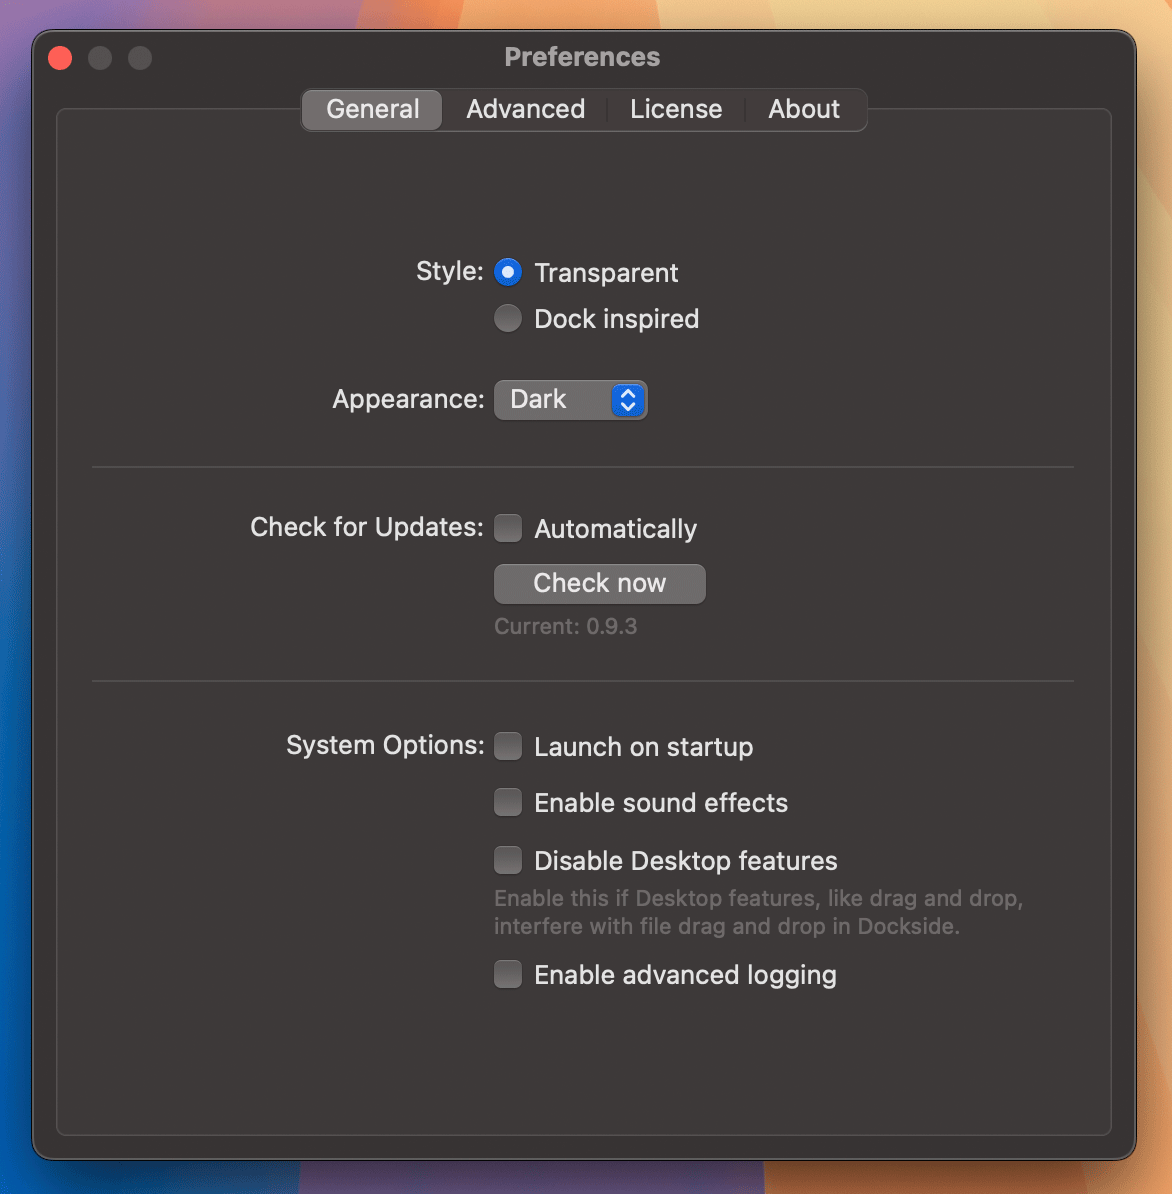 Preferences
General Advanced License About
Style: Transparent
Dock inspired
Appearance: Dark
Check for Updates: Automatically
Check now
Current: 0.9.3
System Options: Launch on startup
Enable sound effects
Disable Desktop features
Enable this if Desktop features, like drag and drop,
interfere with file drag and drop in Dockside.
Enable advanced logging